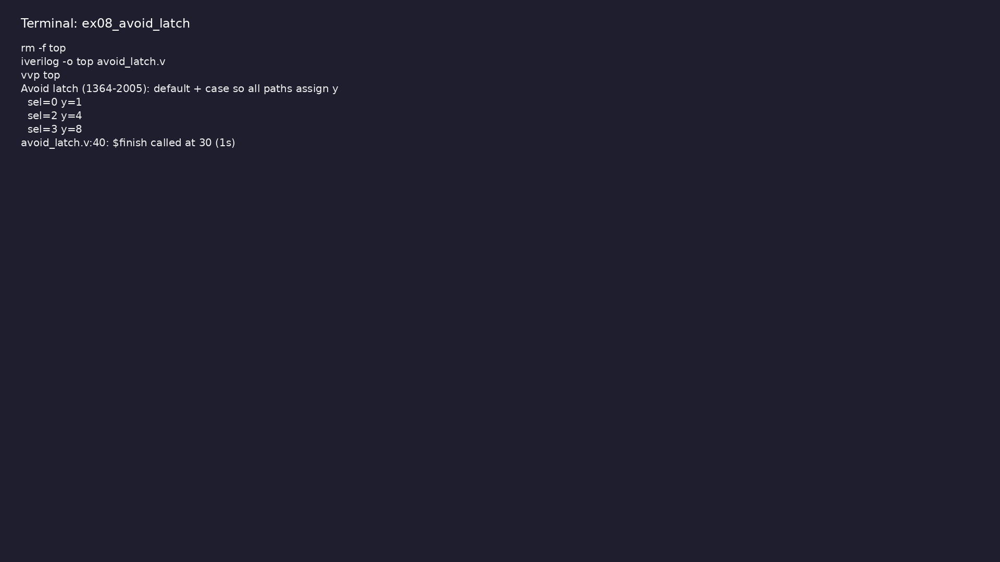 Terminal: ex08_avoid_latch
rm -f top
iverilog -o top avoid_latch.v
vvp top
Avoid latch (1364-2005): default + case so all paths assign y
  sel=0 y=1
  sel=2 y=4
  sel=3 y=8
avoid_latch.v:40: $finish called at 30 (1s)